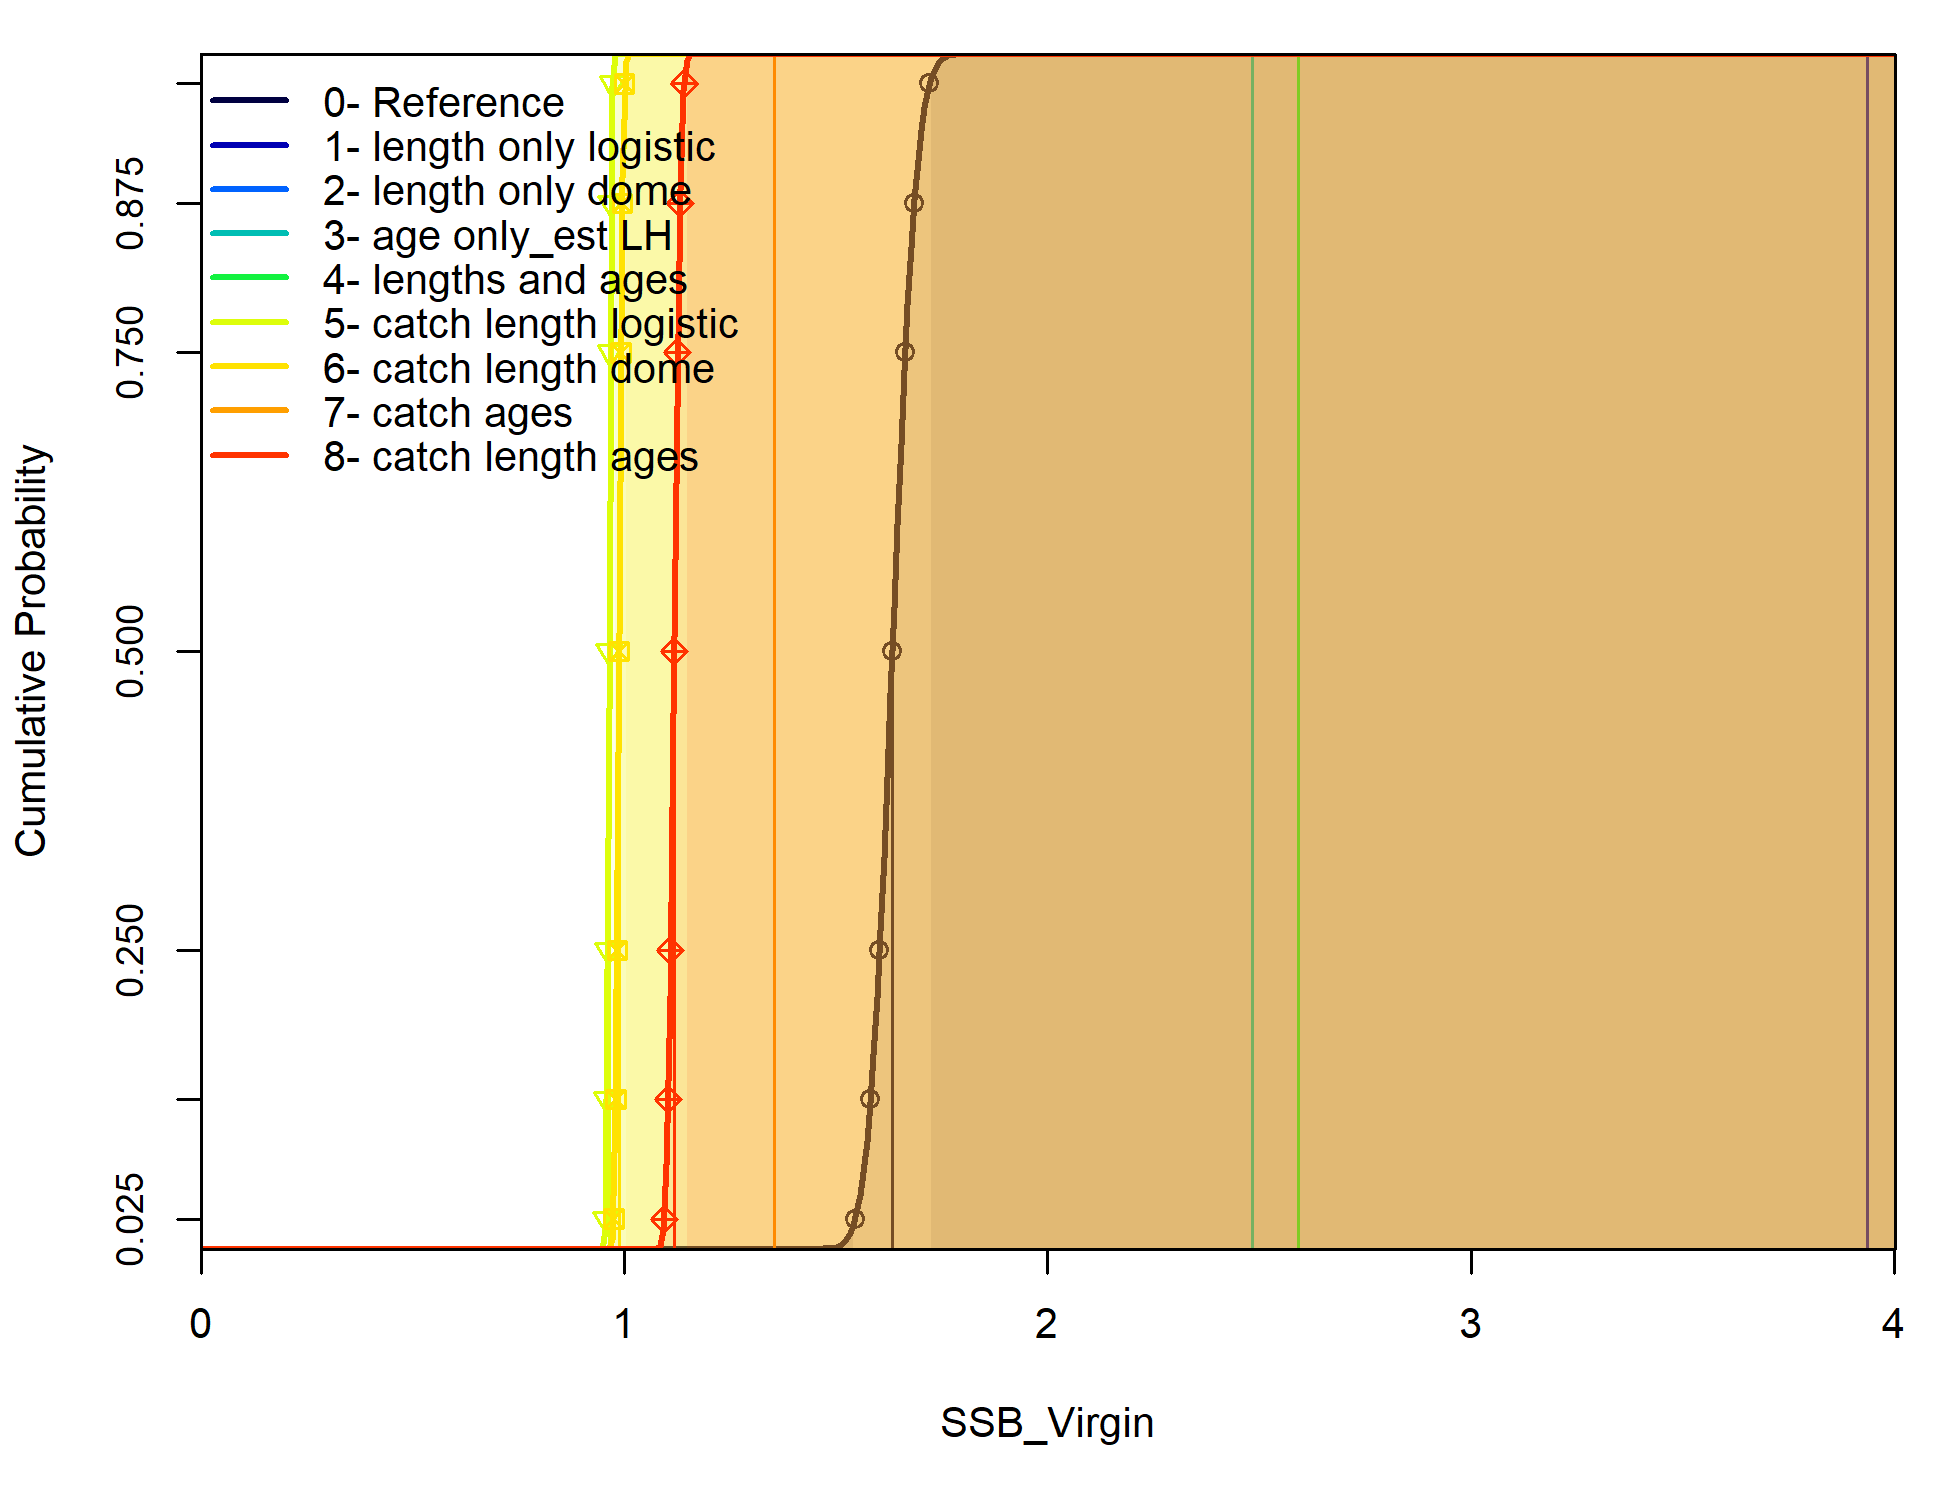 0- Reference
1- length only logistic
2- length only dome
3- age only_est LH
4- lengths and ages
5- catch length logistic
6- catch length dome
7- catch ages
8- catch length ages
Cumulative Probability
0.875
0.750
0.500
0.250
0.025
0 1 2 3 4
SSB_Virgin